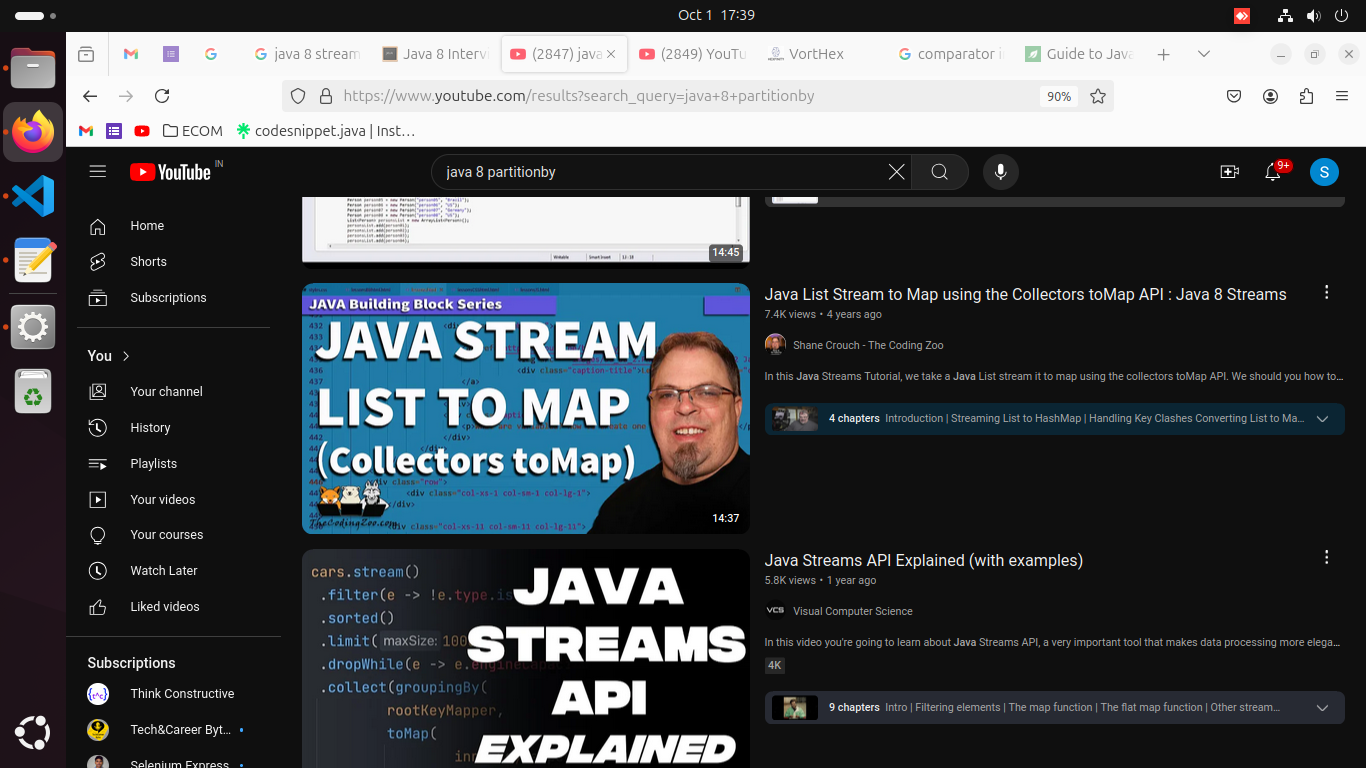 Oct 1 17:39
java 8 stream
Java 8 Interv
(2847) java
(2849) YouTu
VortHex
comparator i
Guide to Java
https://www.youtube.com/results?search_query=java+8+partitionby
90%
ECOM
codesnippet.java | Inst…
YouTube IN
java 8 partitionby
9+
S
Home
Shorts
Subscriptions
You
Your channel
History
Playlists
Your videos
Your courses
Watch Later
Liked videos
Subscriptions
Think Constructive
Tech&Career Byt…
Selenium Express
14:45
JAVA Building Block Series
JAVA STREAM
LIST TO MAP
(Collectors toMap)
TheCodingZoo.com
14:37
Java List Stream to Map using the Collectors toMap API : Java 8 Streams
7.4K views • 4 years ago
Shane Crouch - The Coding Zoo
In this Java Streams Tutorial, we take a Java List stream it to map using the collectors toMap API. We should you how to…
4 chapters Introduction | Streaming List to HashMap | Handling Key Clashes Converting List to Ma…
cars.stream()
.filter(e -> !e.type.is
.sorted()
.limit( maxSize: 100
.dropWhile(e -> e.engine
.collect(groupingBy(
rootKeyMapper,
toMap(
JAVA
STREAMS
API
EXPLAINED
Java Streams API Explained (with examples)
5.8K views • 1 year ago
VCS Visual Computer Science
In this video you're going to learn about Java Streams API, a very important tool that makes data processing more elega…
4K
9 chapters Intro | Filtering elements | The map function | The flat map function | Other stream…